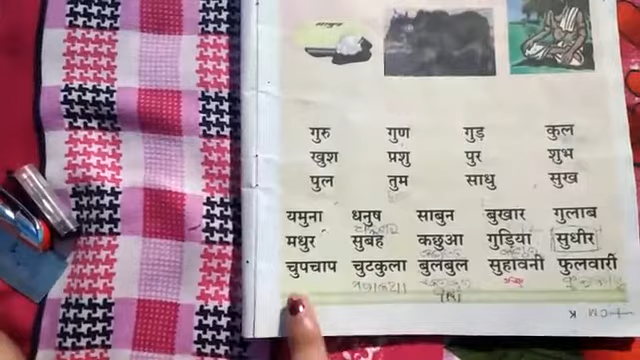 गुरु गुण गुड़ कुल
खुश प्रशु पुर शुभ
पुल तुम साधु सुख
यमुना धनुष साबुन बुखार गुलाब
मधुर सुबह कछुआ गुड़िया सुधीर
चुपचाप चुटकुला बुलबुल सुहावनी फुलवारी